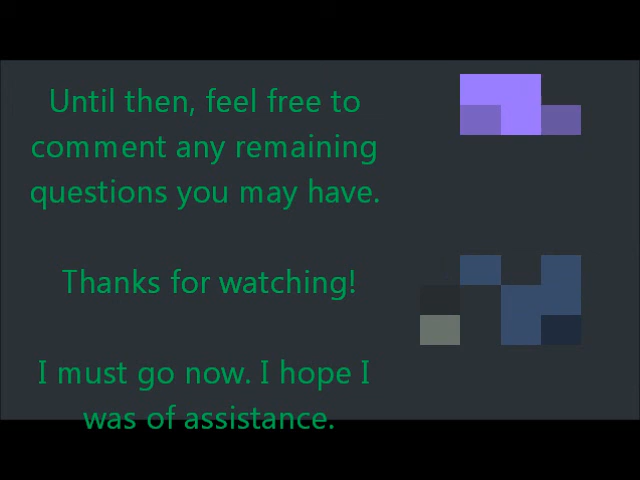 Until then, feel free to
comment any remaining
questions you may have.
Thanks for watching!
I must go now. I hope I
was of assistance.